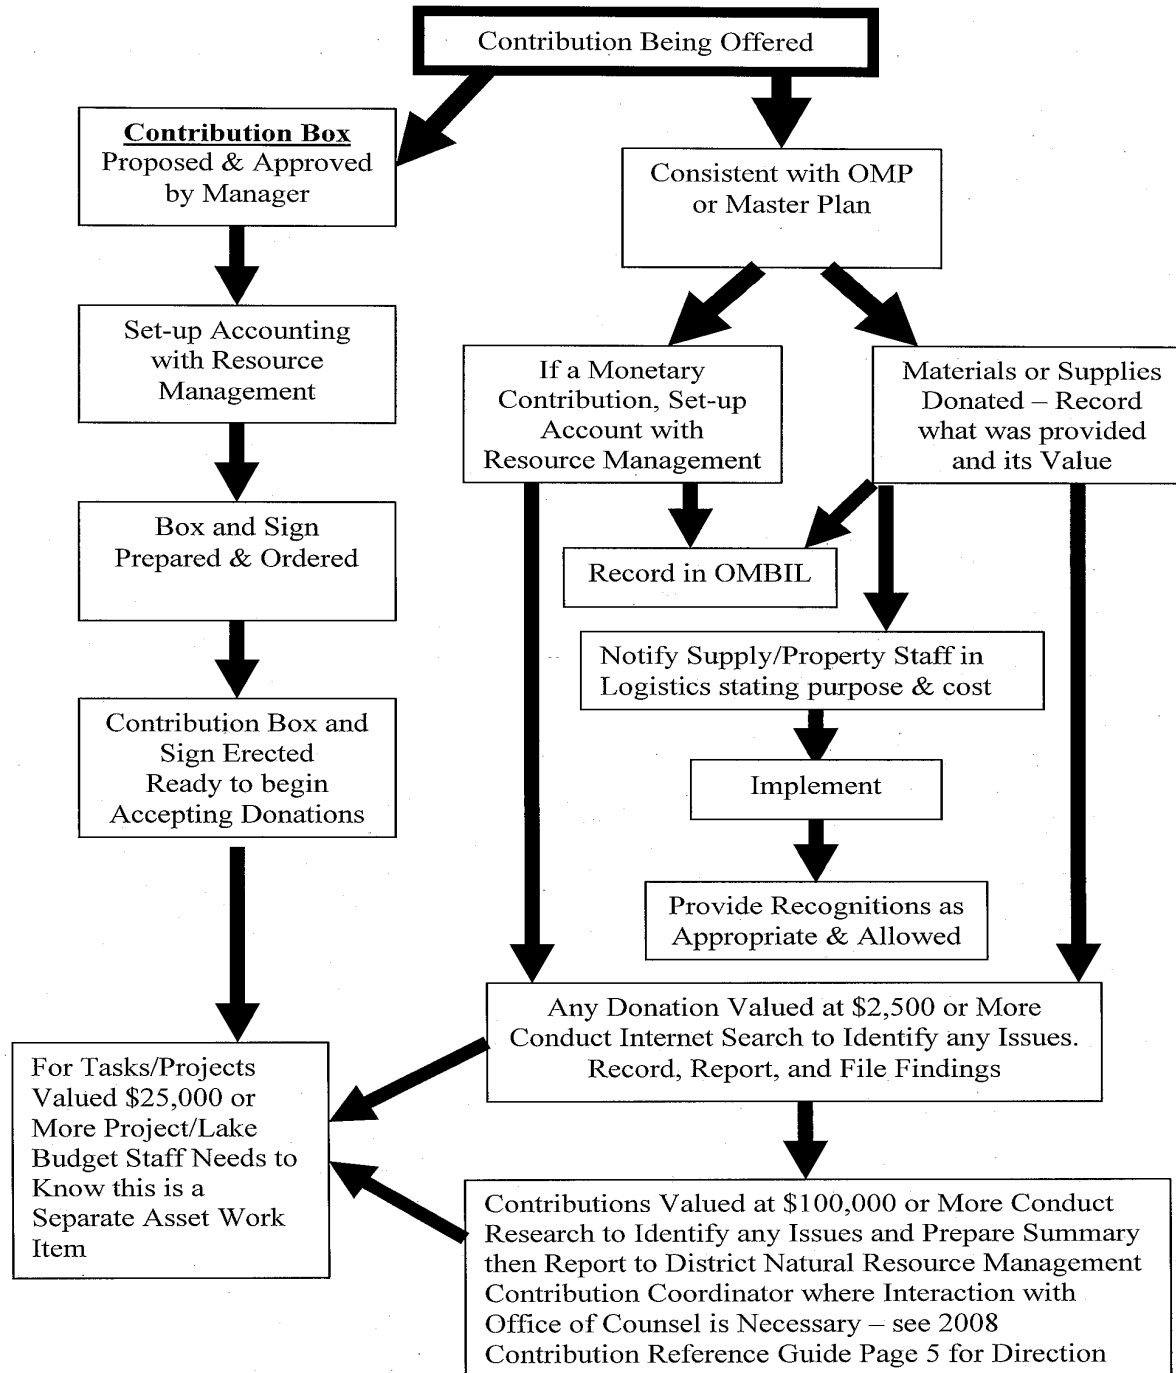 Contribution Being Offered
Contribution Box
Proposed & Approved
by Manager
Consistent with OMP
or Master Plan
Set-up Accounting
with Resource
Management
If a Monetary
Contribution, Set-up
Account with
Resource Management
Materials or Supplies
Donated – Record
what was provided
and its Value
Box and Sign
Prepared & Ordered
Record in OMBIL
Notify Supply/Property Staff in
Logistics stating purpose & cost
Contribution Box and
Sign Erected
Ready to begin
Accepting Donations
Implement
Provide Recognitions as
Appropriate & Allowed
Any Donation Valued at $2,500 or More
Conduct Internet Search to Identify any Issues.
Record, Report, and File Findings
For Tasks/Projects
Valued $25,000 or
More Project/Lake
Budget Staff Needs to
Know this is a
Separate Asset Work
Item
Contributions Valued at $100,000 or More Conduct
Research to Identify any Issues and Prepare Summary
then Report to District Natural Resource Management
Contribution Coordinator where Interaction with
Office of Counsel is Necessary – see 2008
Contribution Reference Guide Page 5 for Direction